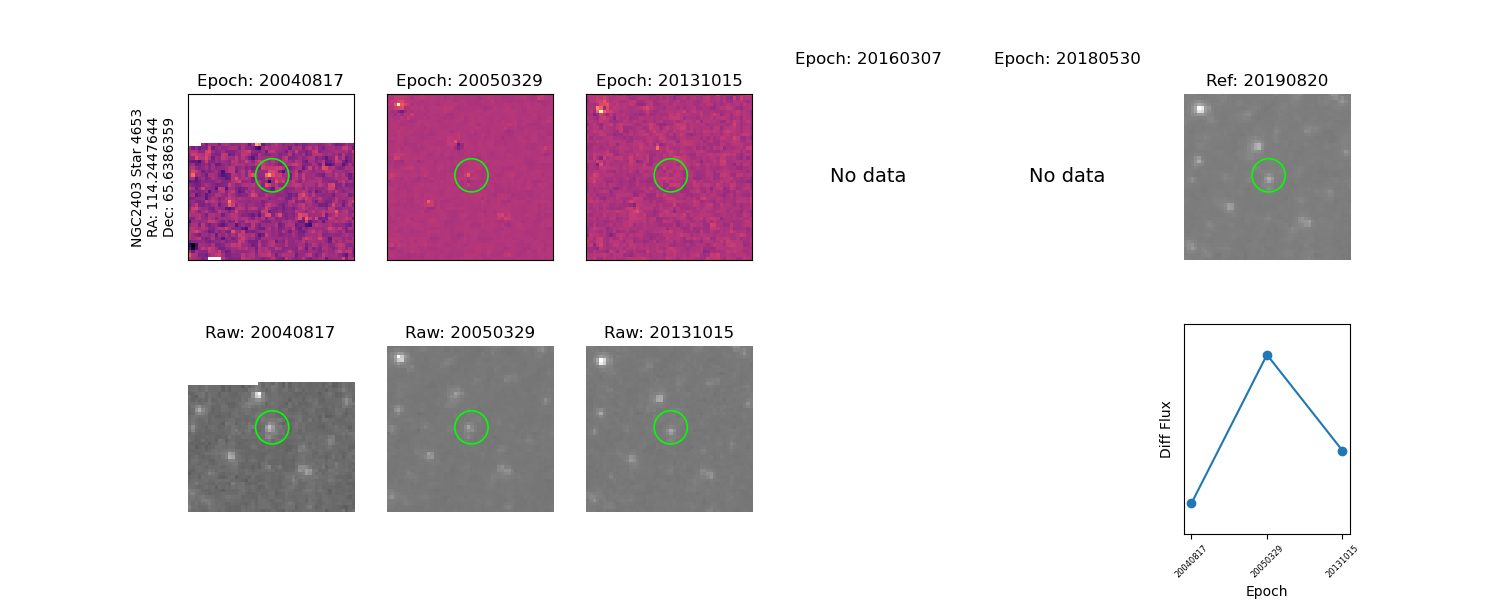 Epoch: 20040817
Epoch: 20050329
Epoch: 20131015
Epoch: 20160307
Epoch: 20180530
Ref: 20190820
NGC2403 Star 4653
RA: 114.2447644
Dec: 65.6386359
No data
No data
Raw: 20040817
Raw: 20050329
Raw: 20131015
Diff Flux
20040817
20050329
20131015
Epoch